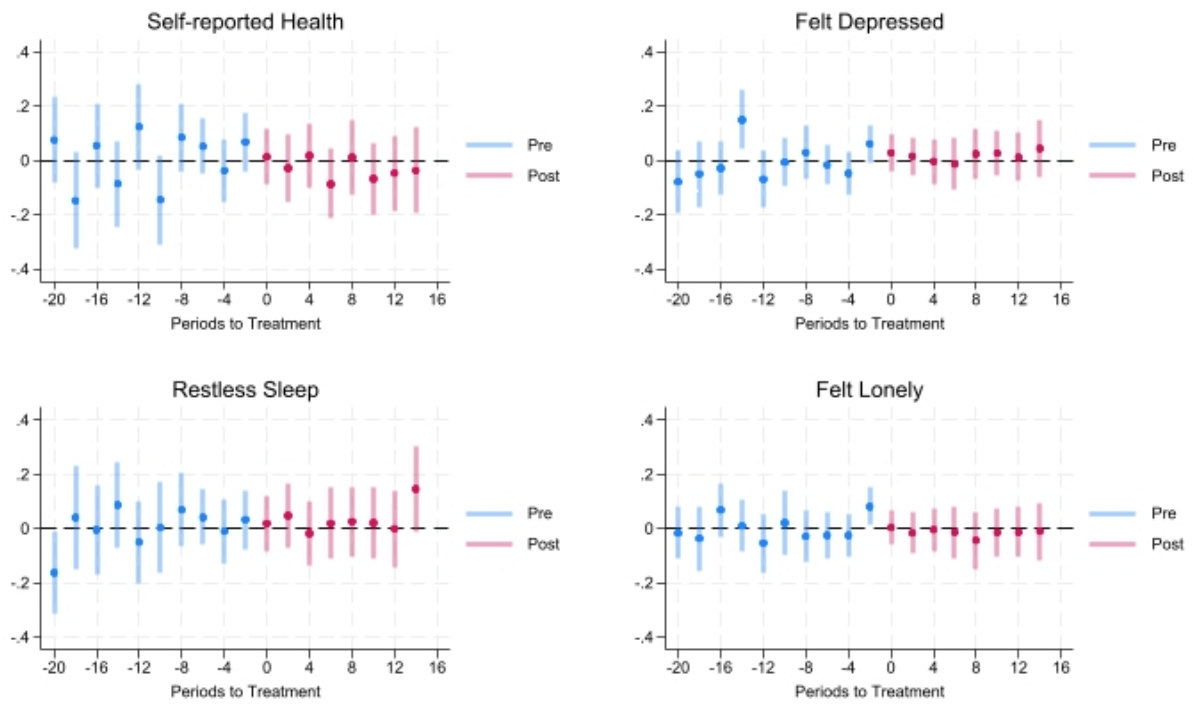 Self-reported Health
.4
.2
0
-.2
-.4
-20 -16 -12 -8 -4 0 4 8 12 16
Periods to Treatment
Pre
Post
Felt Depressed
.4
.2
0
-.2
-.4
-20 -16 -12 -8 -4 0 4 8 12 16
Periods to Treatment
Pre
Post
Restless Sleep
.4
.2
0
-.2
-.4
-20 -16 -12 -8 -4 0 4 8 12 16
Periods to Treatment
Pre
Post
Felt Lonely
.4
.2
0
-.2
-.4
-20 -16 -12 -8 -4 0 4 8 12 16
Periods to Treatment
Pre
Post